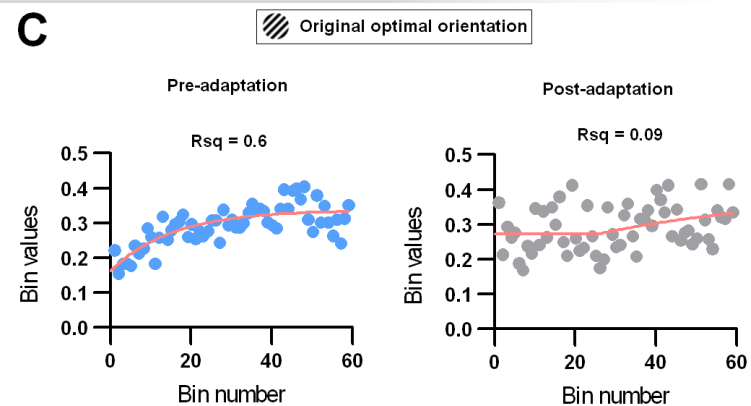 C
Original optimal orientation
Pre-adaptation
Rsq = 0.6
Bin values
0.5
0.4
0.3
0.2
0.1
0.0
0 20 40 60
Bin number
Post-adaptation
Rsq = 0.09
Bin values
0.5
0.4
0.3
0.2
0.1
0.0
0 20 40 60
Bin number